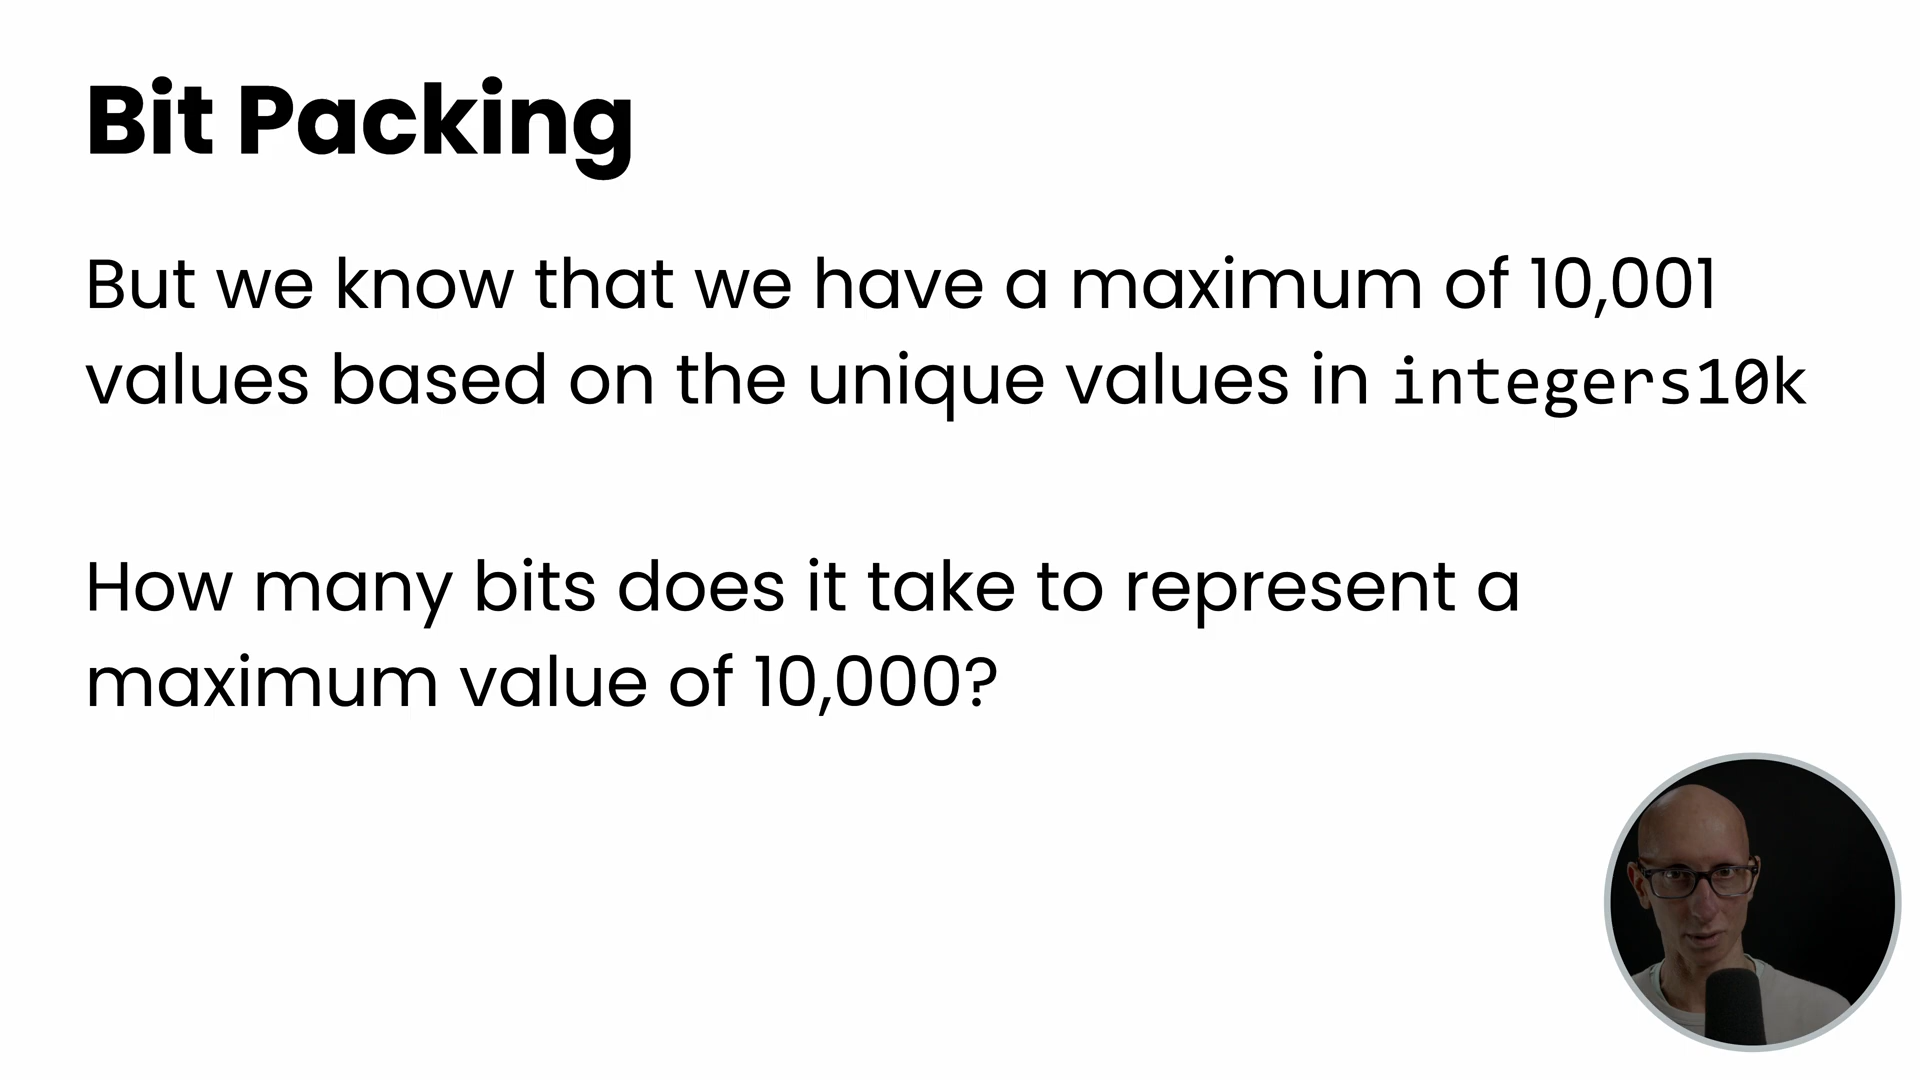 Bit Packing
But we know that we have a maximum of 10,001
values based on the unique values in integers10k
How many bits does it take to represent a
maximum value of 10,000?